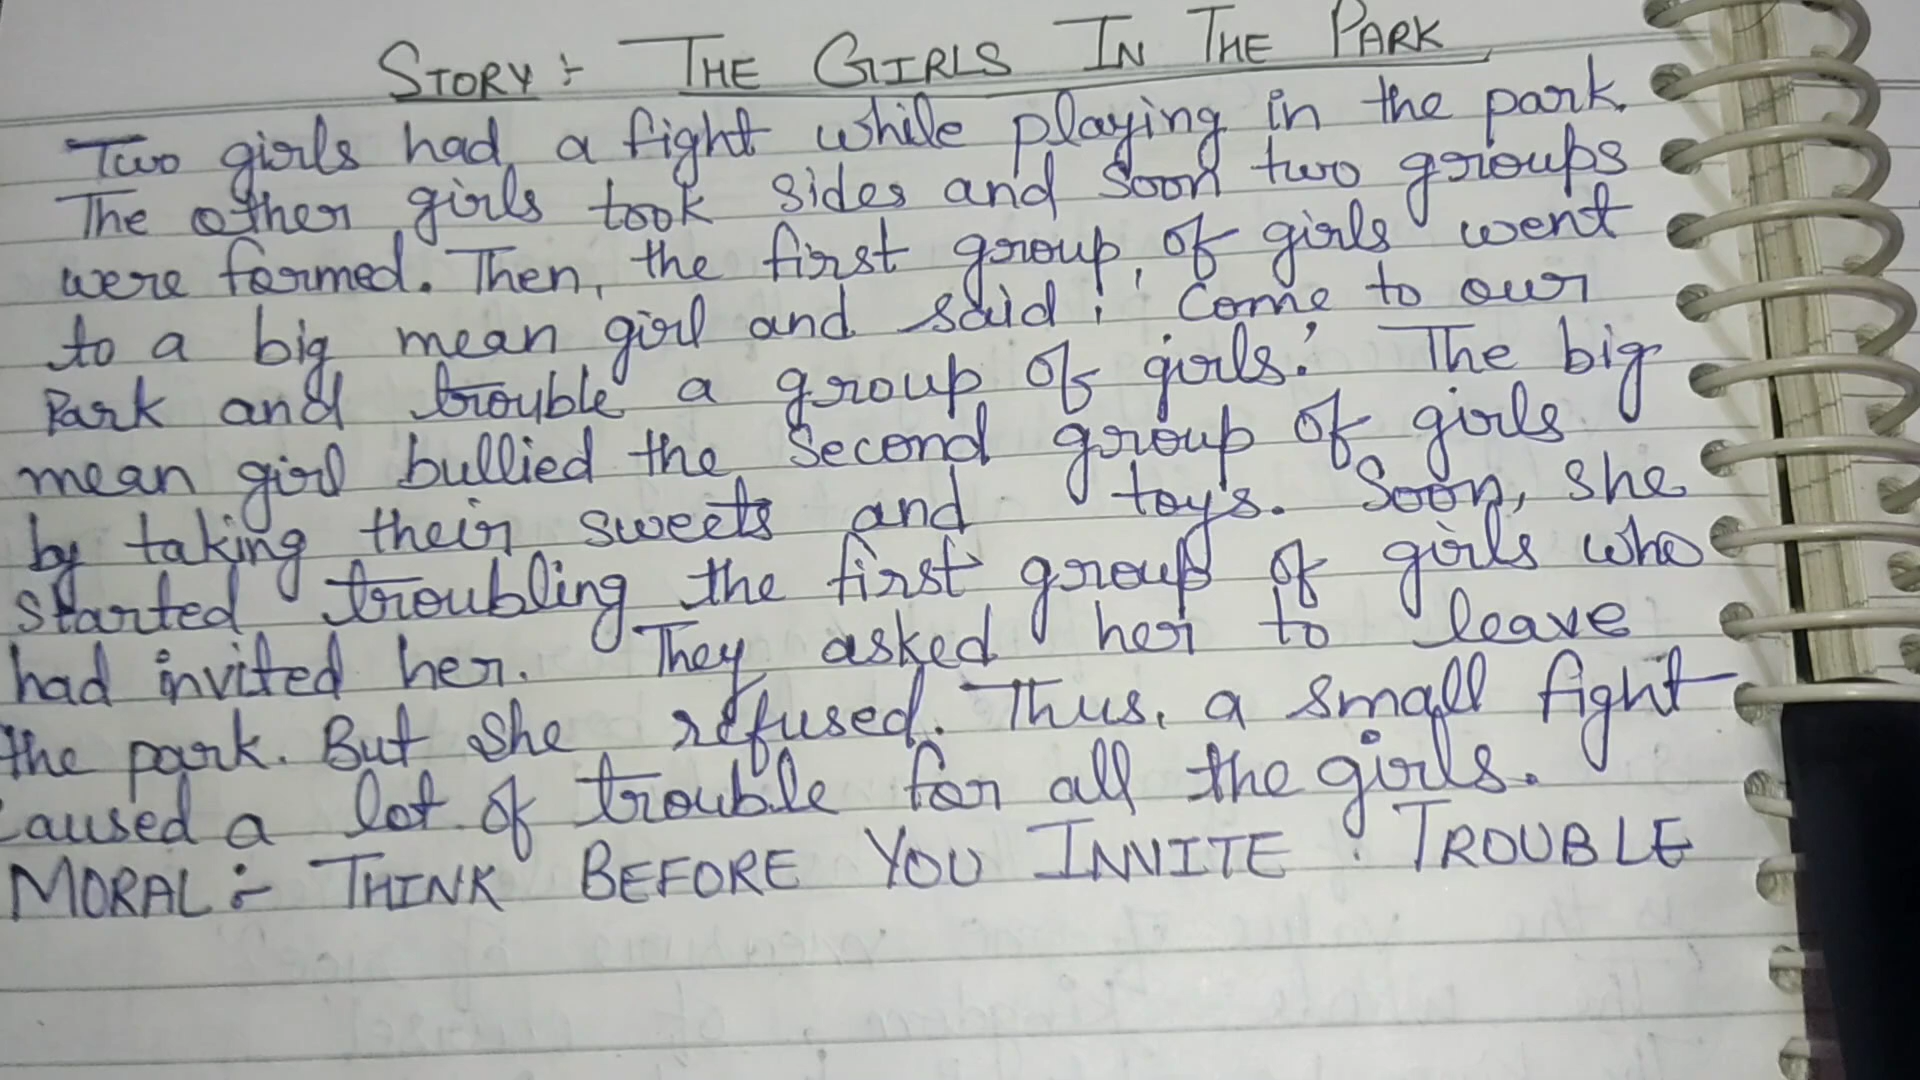 STORY :- THE GIRLS IN THE PARK
Two girls had a fight while playing in the park.
The other girls took sides and soon two groups
were formed. Then, the first group of girls went
to a big mean girl and said: 'Come to our
Park and trouble a group of girls.' The big
mean girl bullied the second group of girls
by taking their sweets and toys. Soon, she
started troubling the first group of girls who
had invited her. They asked her to leave
the park. But she refused. Thus, a small fight
caused a lot of trouble for all the girls.
MORAL :- THINK BEFORE YOU INVITE TROUBLE